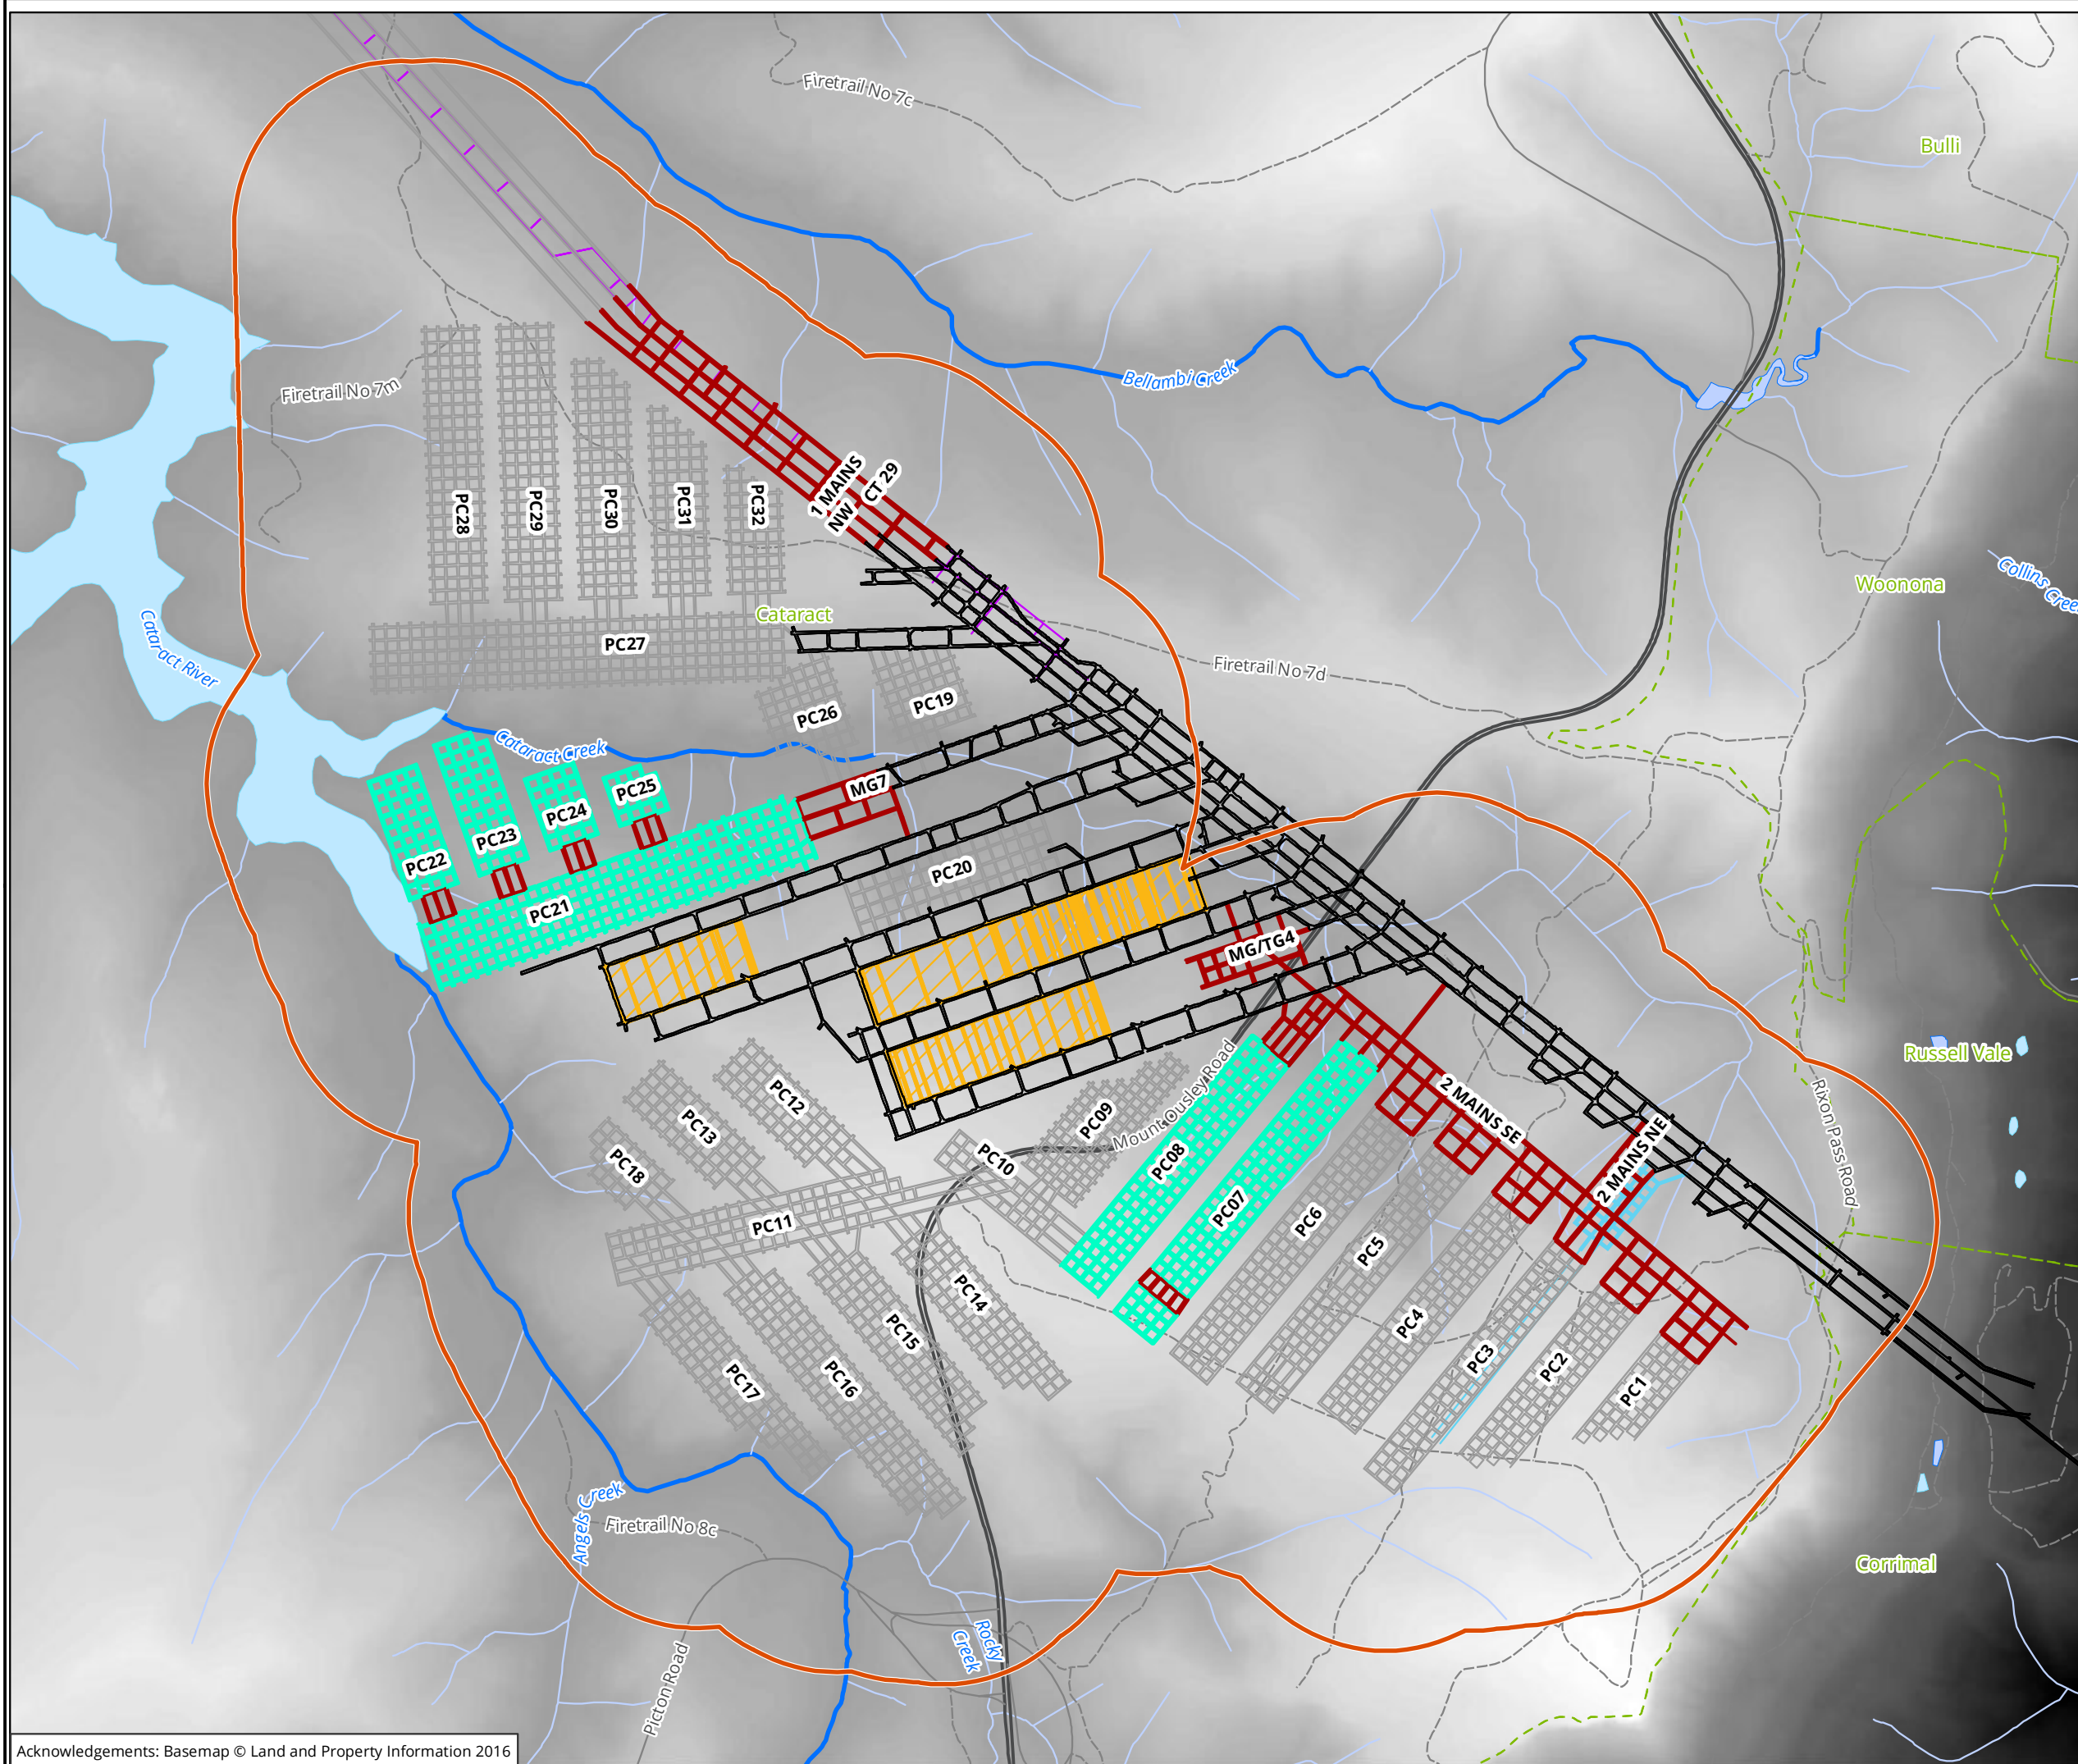 Firetrail No 7c
Bulli
Firetrail No 7m
Bellambi Creek
1 MAINS
NW
CT 29
PC28
PC29
PC30
PC31
PC32
Woonona
Collins Creek
Cataract
PC27
Cataract River
Firetrail No 7d
PC26
PC19
Cataract Creek
MG7
PC25
PC24
PC23
PC22
PC21
PC20
MG/TG4
Russell Vale
Mount Ousley Road
2 MAINS SE
2 MAINS NE
Rixon Pass Road
PC12
PC13
PC18
PC09
PC10
PC08
PC07
PC11
PC6
PC5
PC14
PC15
PC4
PC16
PC17
PC3
PC2
PC1
Angels Creek
Firetrail No 8c
Corrimal
Rocky
Creek
Picton Road
Acknowledgements: Basemap © Land and Property Information 2016